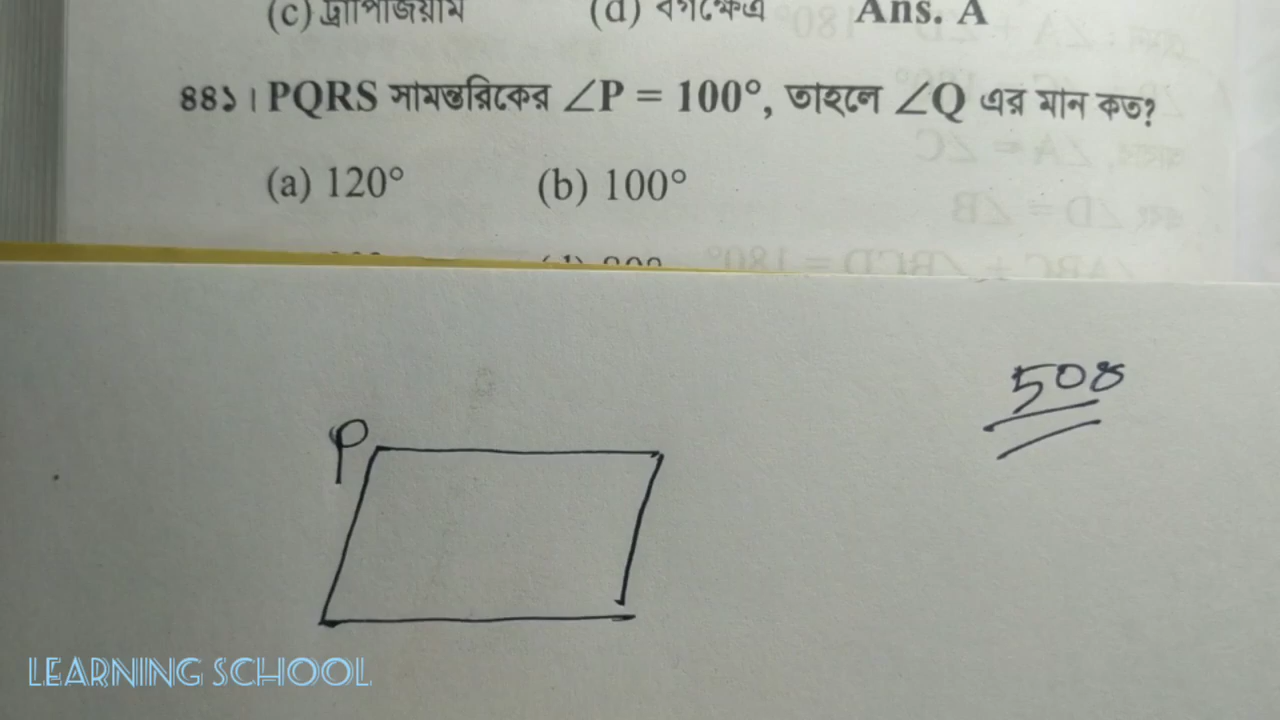 (c) ট্রাপিজিয়াম (d) বর্গক্ষেত্র Ans. A
৪৪১। PQRS সামন্তরিকের ∠P = 100°, তাহলে ∠Q এর মান কত?
(a) 120° (b) 100°
508
P
LEARNING SCHOOL